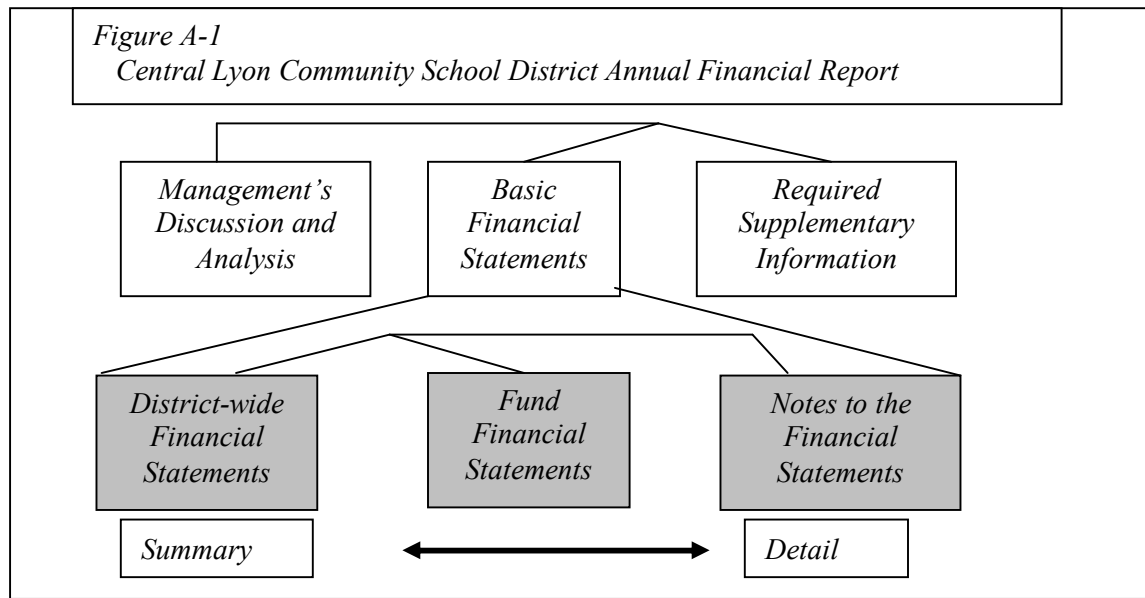 Figure A-1
Central Lyon Community School District Annual Financial Report
Management’s
Discussion and
Analysis
Basic
Financial
Statements
Required
Supplementary
Information
District-wide
Financial
Statements
Fund
Financial
Statements
Notes to the
Financial
Statements
Summary
Detail